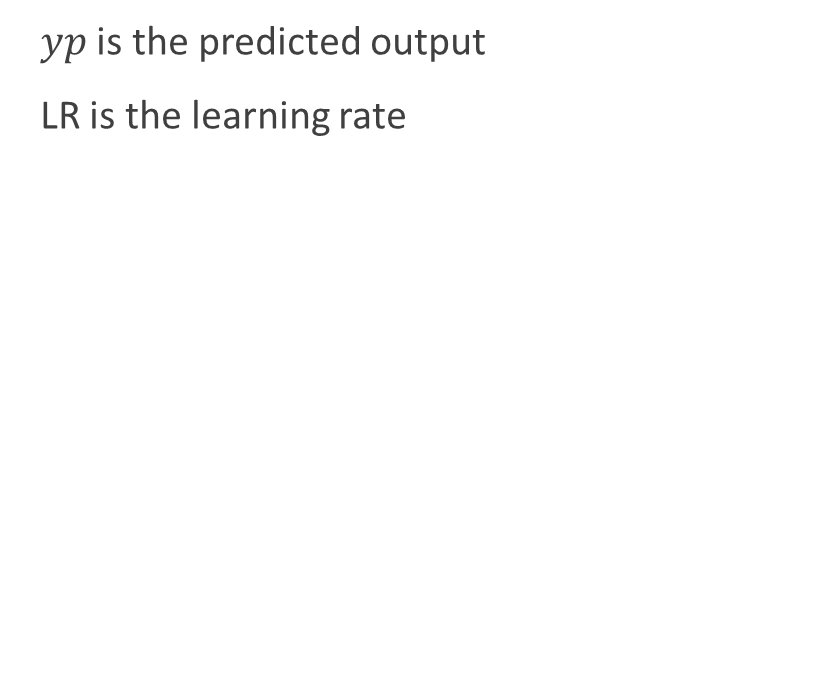 yp is the predicted output
LR is the learning rate